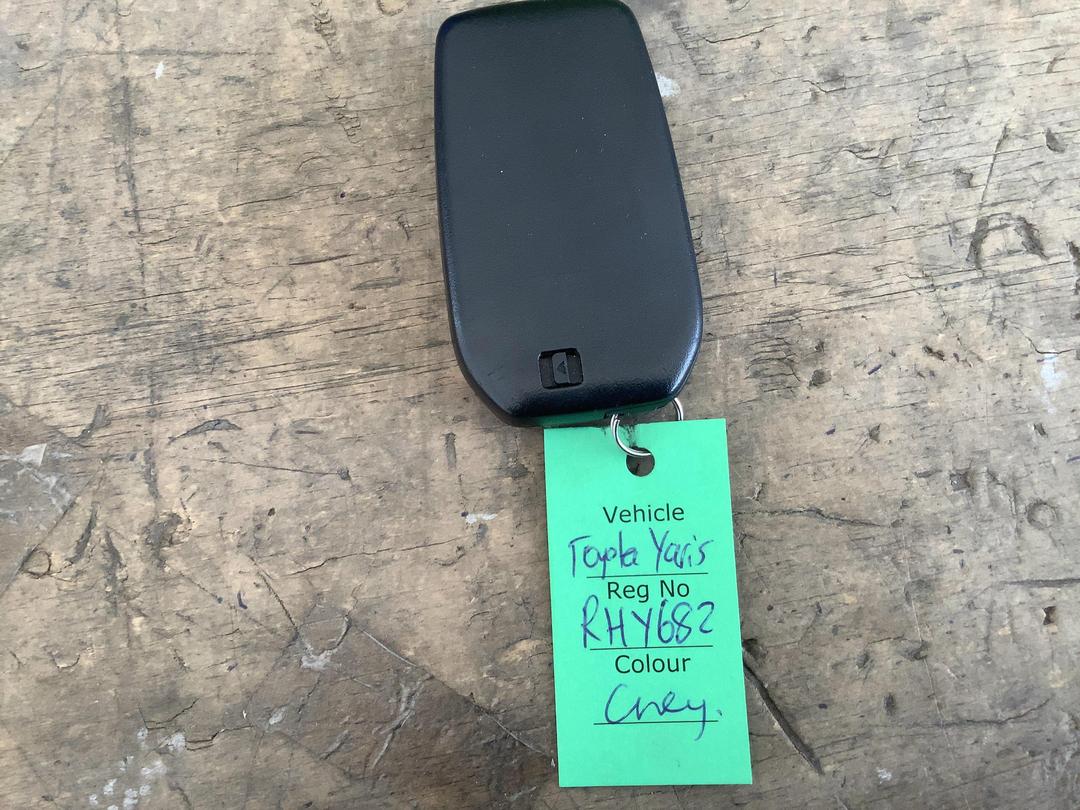 Vehicle
Toyota Yaris
Reg No
RHY682
Colour
Grey.